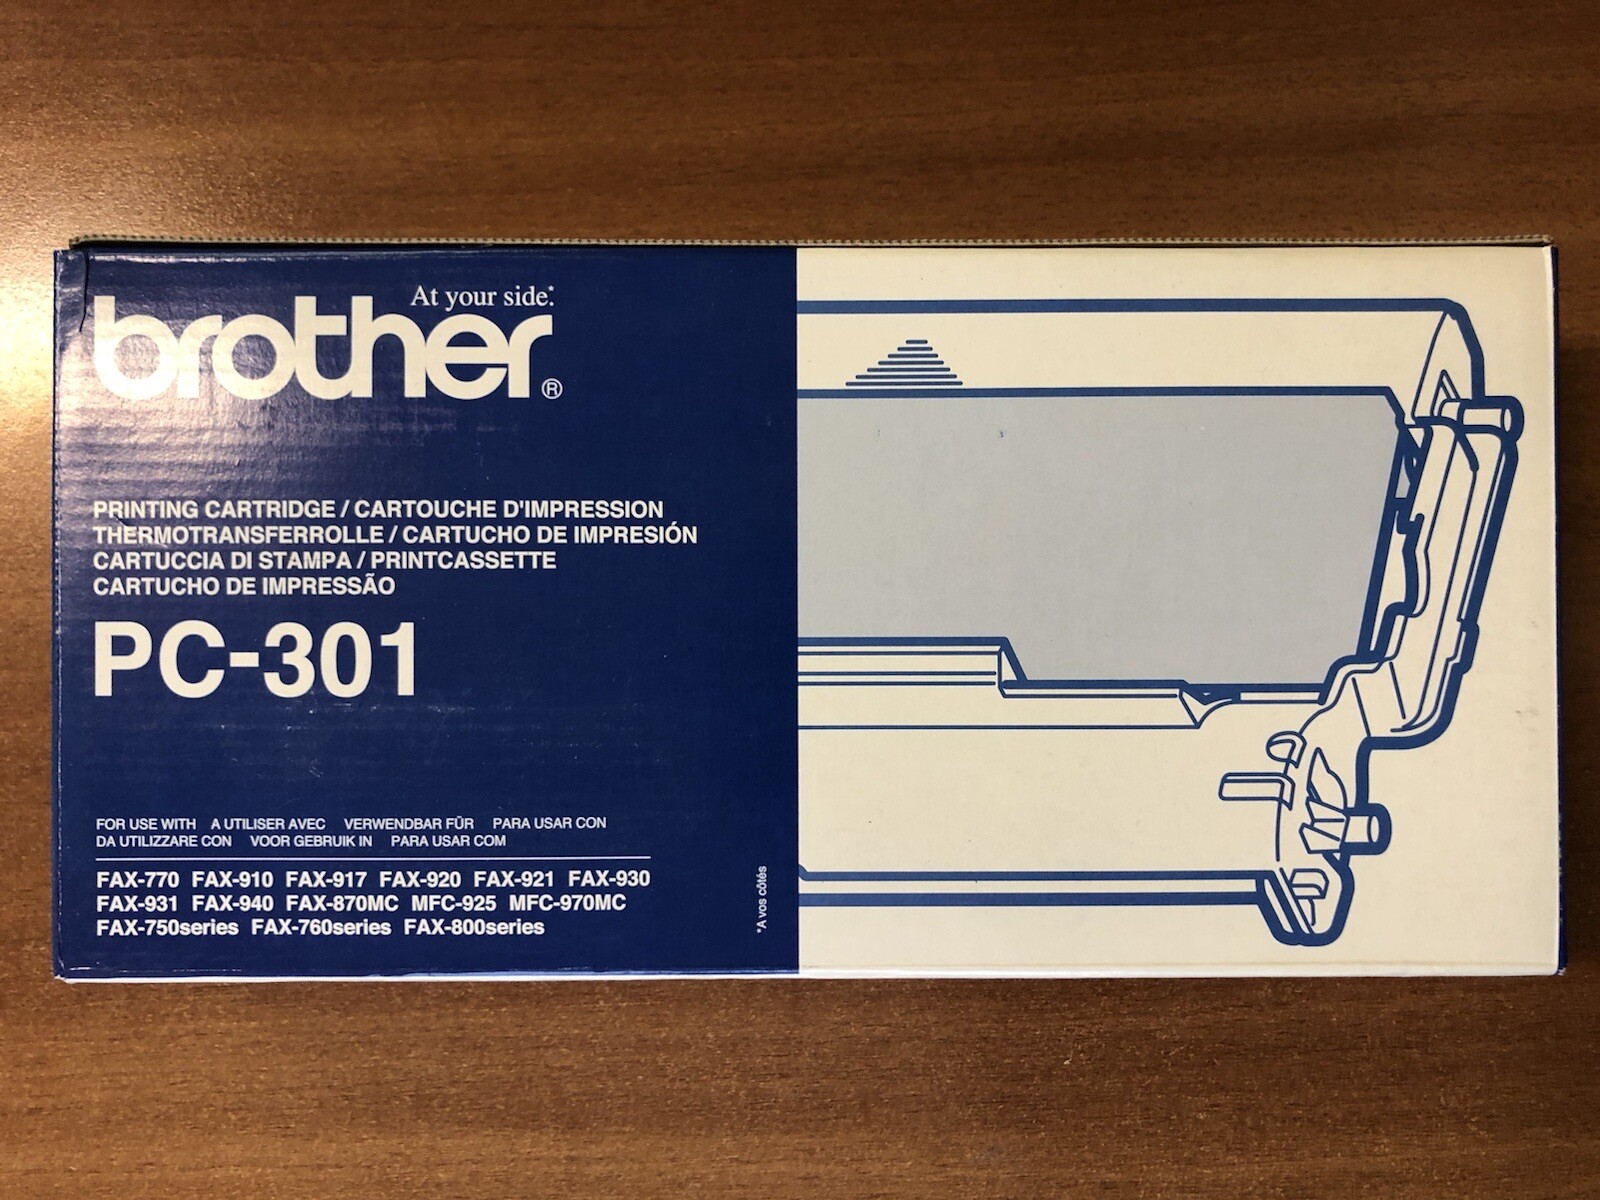 At your side.*
brother®
PRINTING CARTRIDGE / CARTOUCHE D'IMPRESSION
THERMOTRANSFERROLLE / CARTUCHO DE IMPRESIÓN
CARTUCCIA DI STAMPA / PRINTCASSETTE
CARTUCHO DE IMPRESSÃO
PC-301
FOR USE WITH A UTILISER AVEC VERWENDBAR FÜR PARA USAR CON
DA UTILIZZARE CON VOOR GEBRUIK IN PARA USAR COM
FAX-770 FAX-910 FAX-917 FAX-920 FAX-921 FAX-930
FAX-931 FAX-940 FAX-870MC MFC-925 MFC-970MC
FAX-750series FAX-760series FAX-800series
*A vos côtés